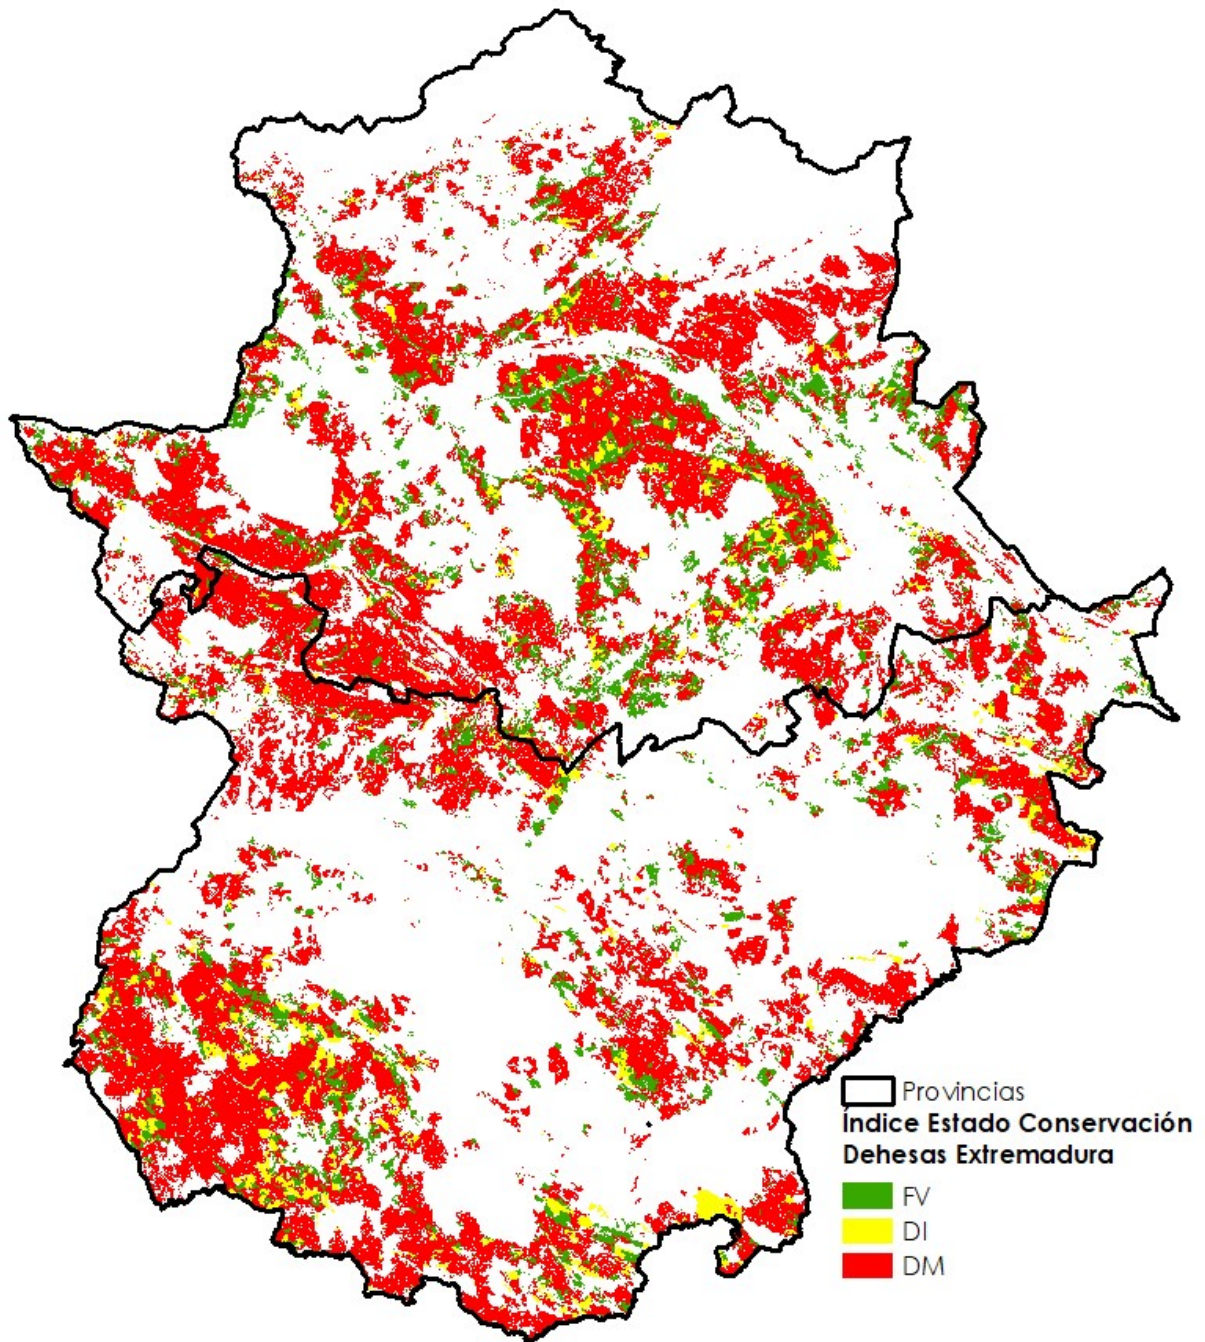 Provincias
Índice Estado Conservación
Dehesas Extremadura
FV
DI
DM